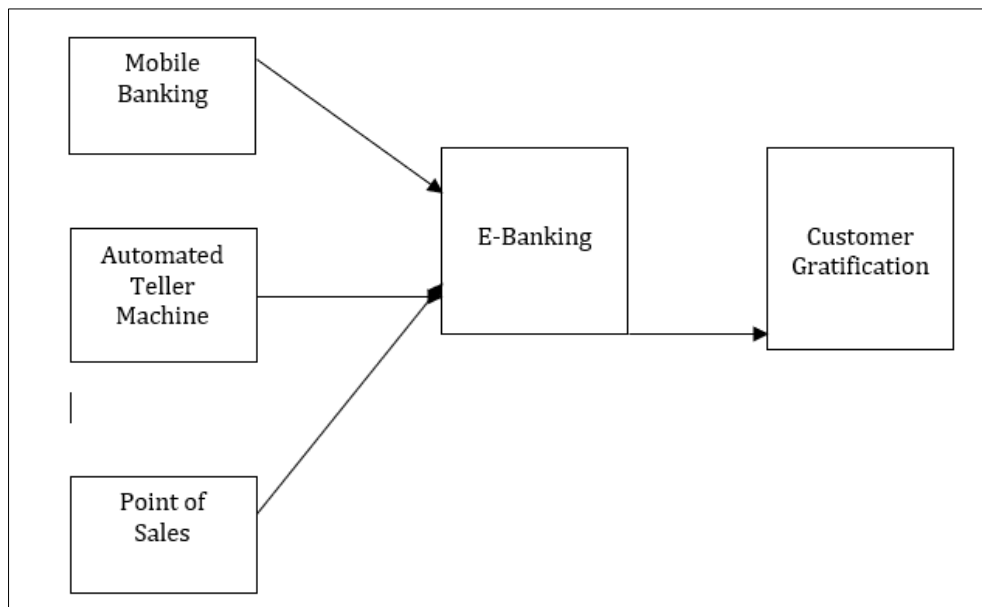 Mobile
Banking
Automated
Teller
Machine
Point of
Sales
E-Banking
Customer
Gratification